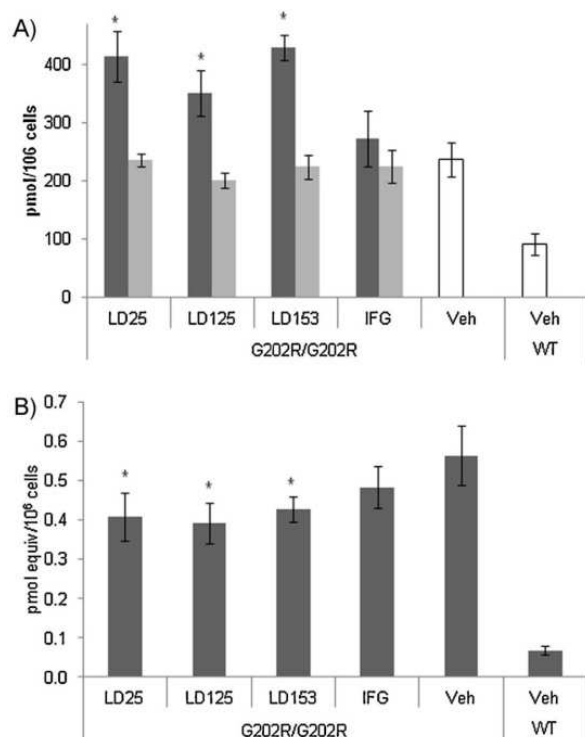 A)
pmol/106 cells
400
300
200
100
0
* * *
LD25 LD125 LD153 IFG Veh Veh
G202R/G202R WT
B)
pmol equiv/10⁶ cells
0.7
0.6
0.5
0.4
0.3
0.2
0.1
0.0
* * *
LD25 LD125 LD153 IFG Veh Veh
G202R/G202R WT